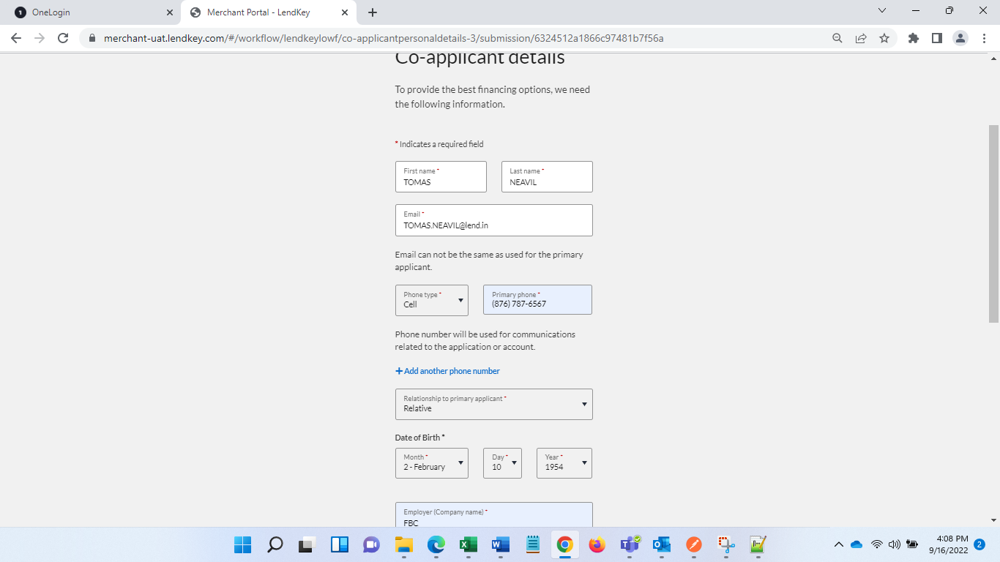 OneLogin
Merchant Portal - LendKey
merchant-uat.lendkey.com/#/workflow/lendkeylowf/co-applicantpersonaldetails-3/submission/6324512a1866c97481b7f56a
Co-applicant details
To provide the best financing options, we need
the following information.
* Indicates a required field
First name *
TOMAS
Last name *
NEAVIL
Email *
TOMAS.NEAVIL@lend.in
Email can not be the same as used for the primary
applicant.
Phone type *
Cell
Primary phone *
(876) 787-6567
Phone number will be used for communications
related to the application or account.
+ Add another phone number
Relationship to primary applicant *
Relative
Date of Birth *
Month *
2 - February
Day *
10
Year *
1954
Employer (Company name) *
FBC
4:08 PM
9/16/2022
2